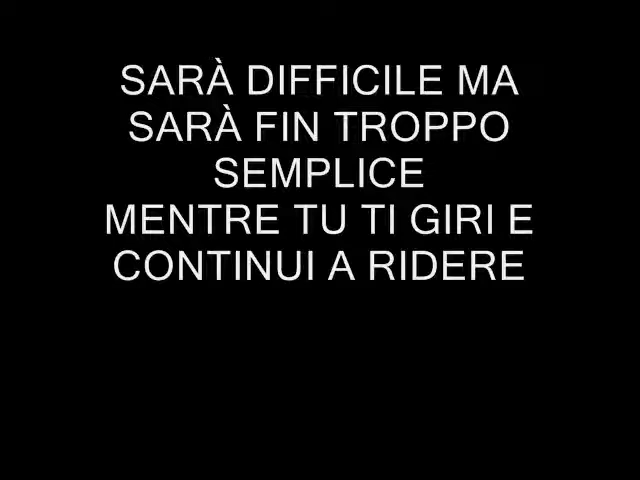 SARÀ DIFFICILE MA
SARÀ FIN TROPPO
SEMPLICE
MENTRE TU TI GIRI E
CONTINUI A RIDERE